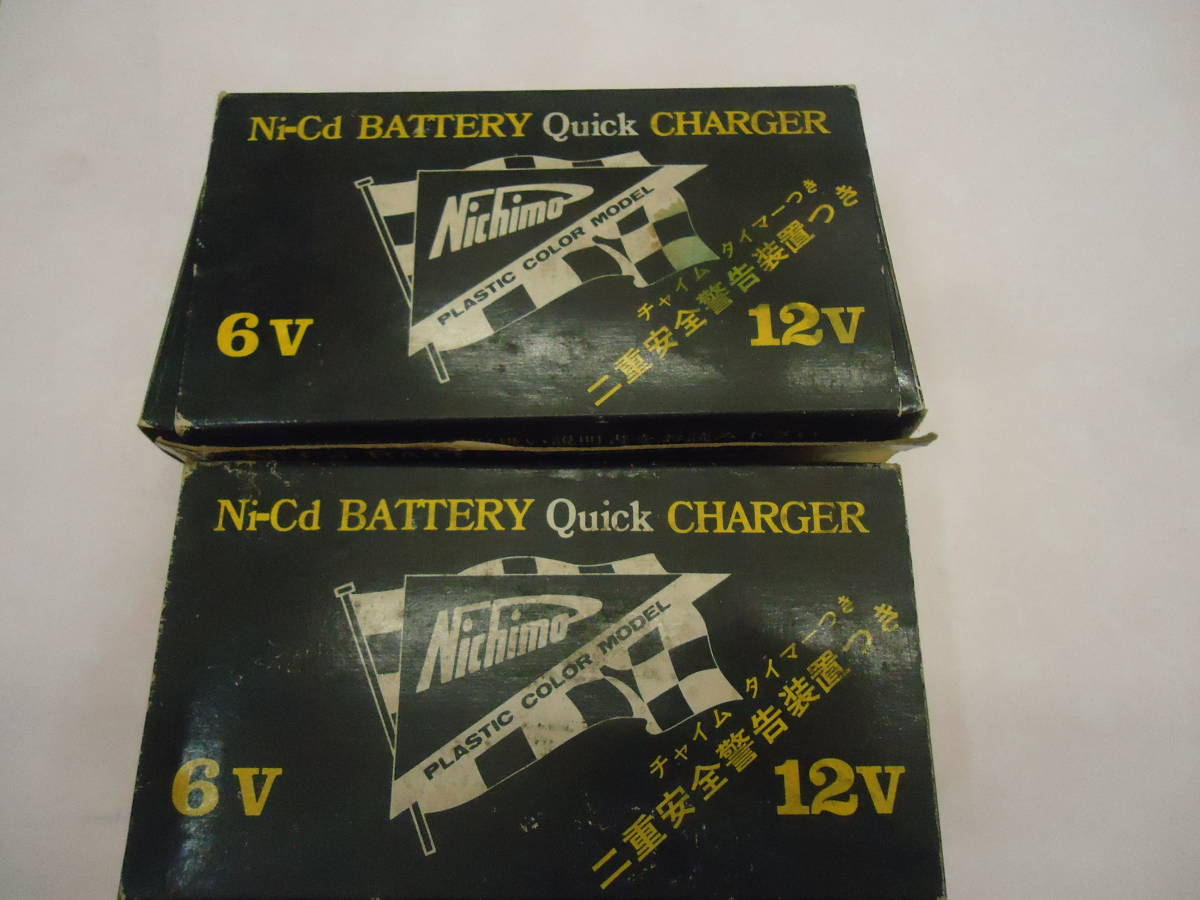 Ni-Cd BATTERY Quick CHARGER
Nichimo
PLASTIC COLOR MODEL
チャイム タイマーつき
二重安全警告装置つき
6V
12V
Ni-Cd BATTERY Quick CHARGER
Nichimo
PLASTIC COLOR MODEL
チャイム タイマーつき
二重安全警告装置つき
6V
12V